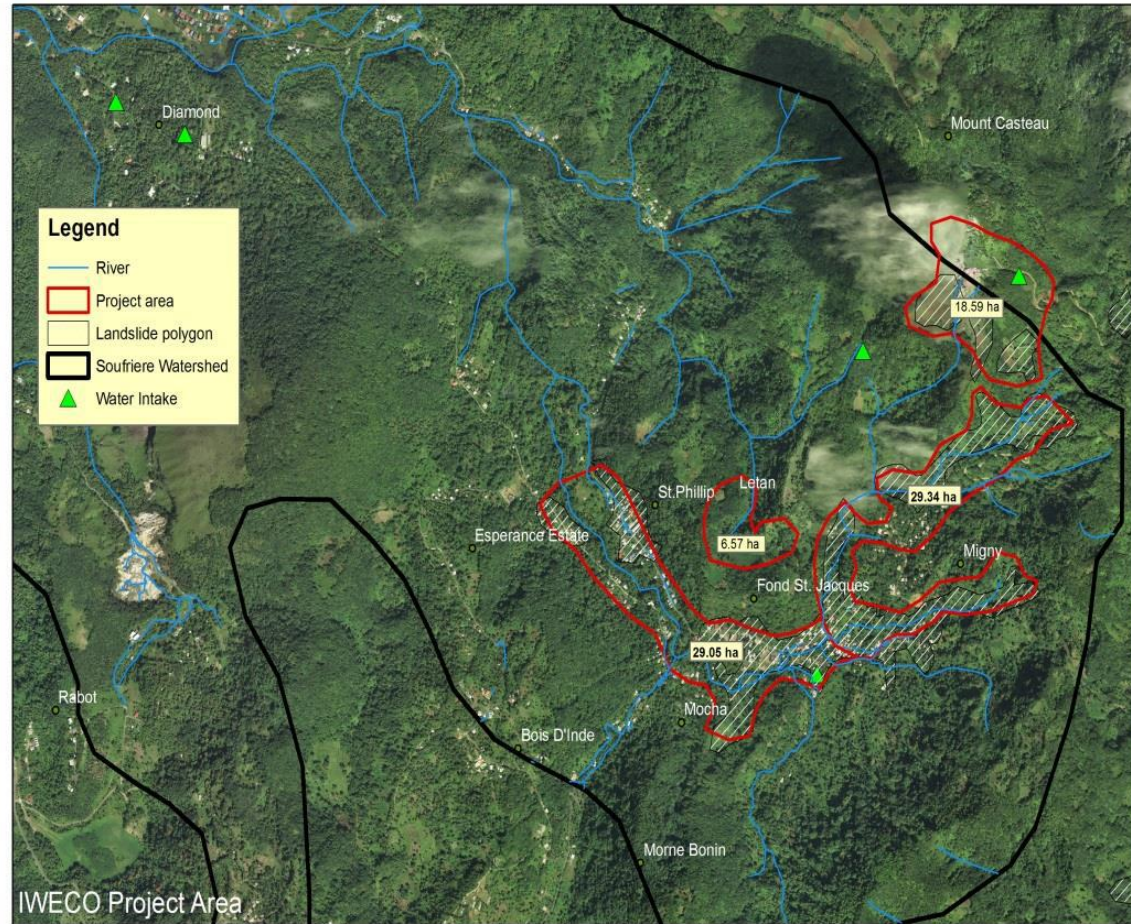 Diamond
Mount Casteau
Legend
River
Project area
Landslide polygon
Soufriere Watershed
Water Intake
18.59 ha
29.34 ha
St.Phillip
Letan
Esperance Estate
6.57 ha
Migny
Fond St. Jacques
29.05 ha
Rabot
Mocha
Bois D'Inde
Morne Bonin
IWECO Project Area